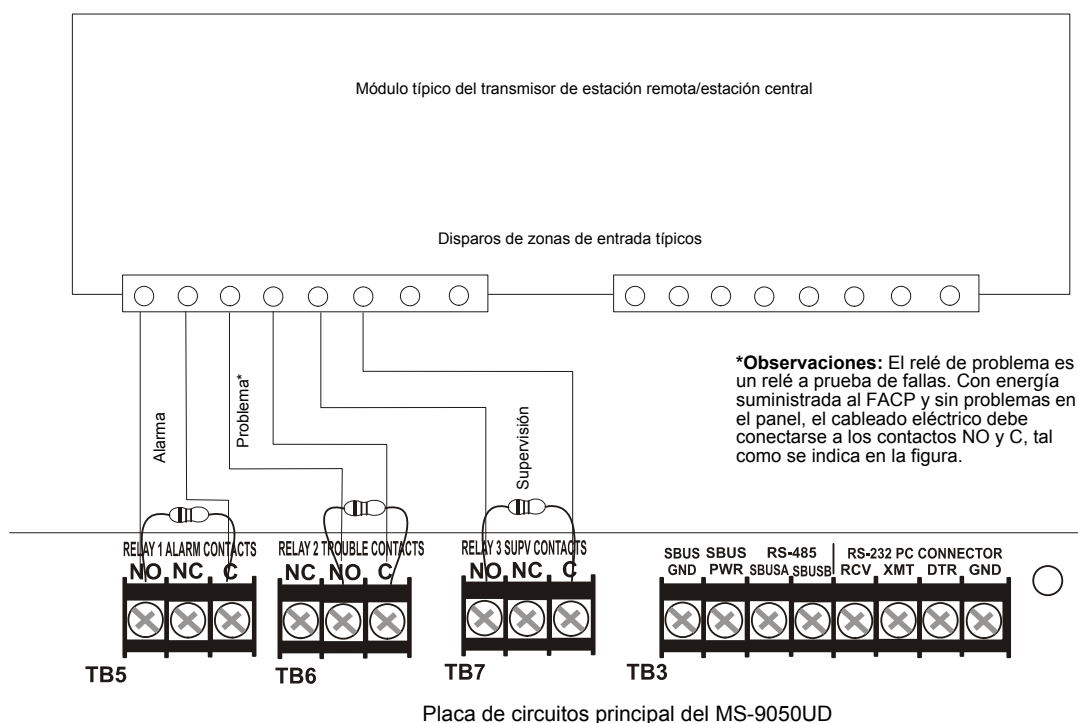 Módulo típico del transmisor de estación remota/estación central
Disparos de zonas de entrada típicos
*Observaciones: El relé de problema es
un relé a prueba de fallas. Con energía
suministrada al FACP y sin problemas en
el panel, el cableado eléctrico debe
conectarse a los contactos NO y C, tal
como se indica en la figura.
Alarma
Problema*
Supervisión
RELAY 1 ALARM CONTACTS
NO NC C
RELAY 2 TROUBLE CONTACTS
NC NO C
RELAY 3 SUPV CONTACTS
NO NC C
SBUS SBUS RS-485 RS-232 PC CONNECTOR
GND PWR SBUSA SBUSB RCV XMT DTR GND
TB5
TB6
TB7
TB3
Placa de circuitos principal del MS-9050UD